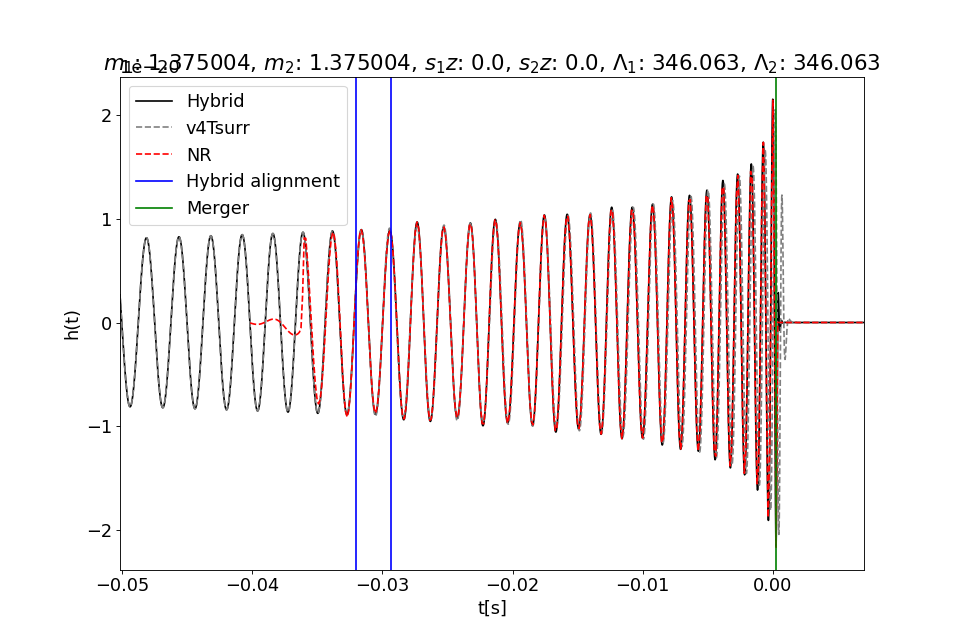 m₁: 1.375004, m₂: 1.375004, s₁z: 0.0, s₂z: 0.0, Λ₁: 346.063, Λ₂: 346.063
1e−20
Hybrid
v4Tsurr
NR
Hybrid alignment
Merger
2
1
0
−1
−2
h(t)
−0.05 −0.04 −0.03 −0.02 −0.01 0.00
t[s]